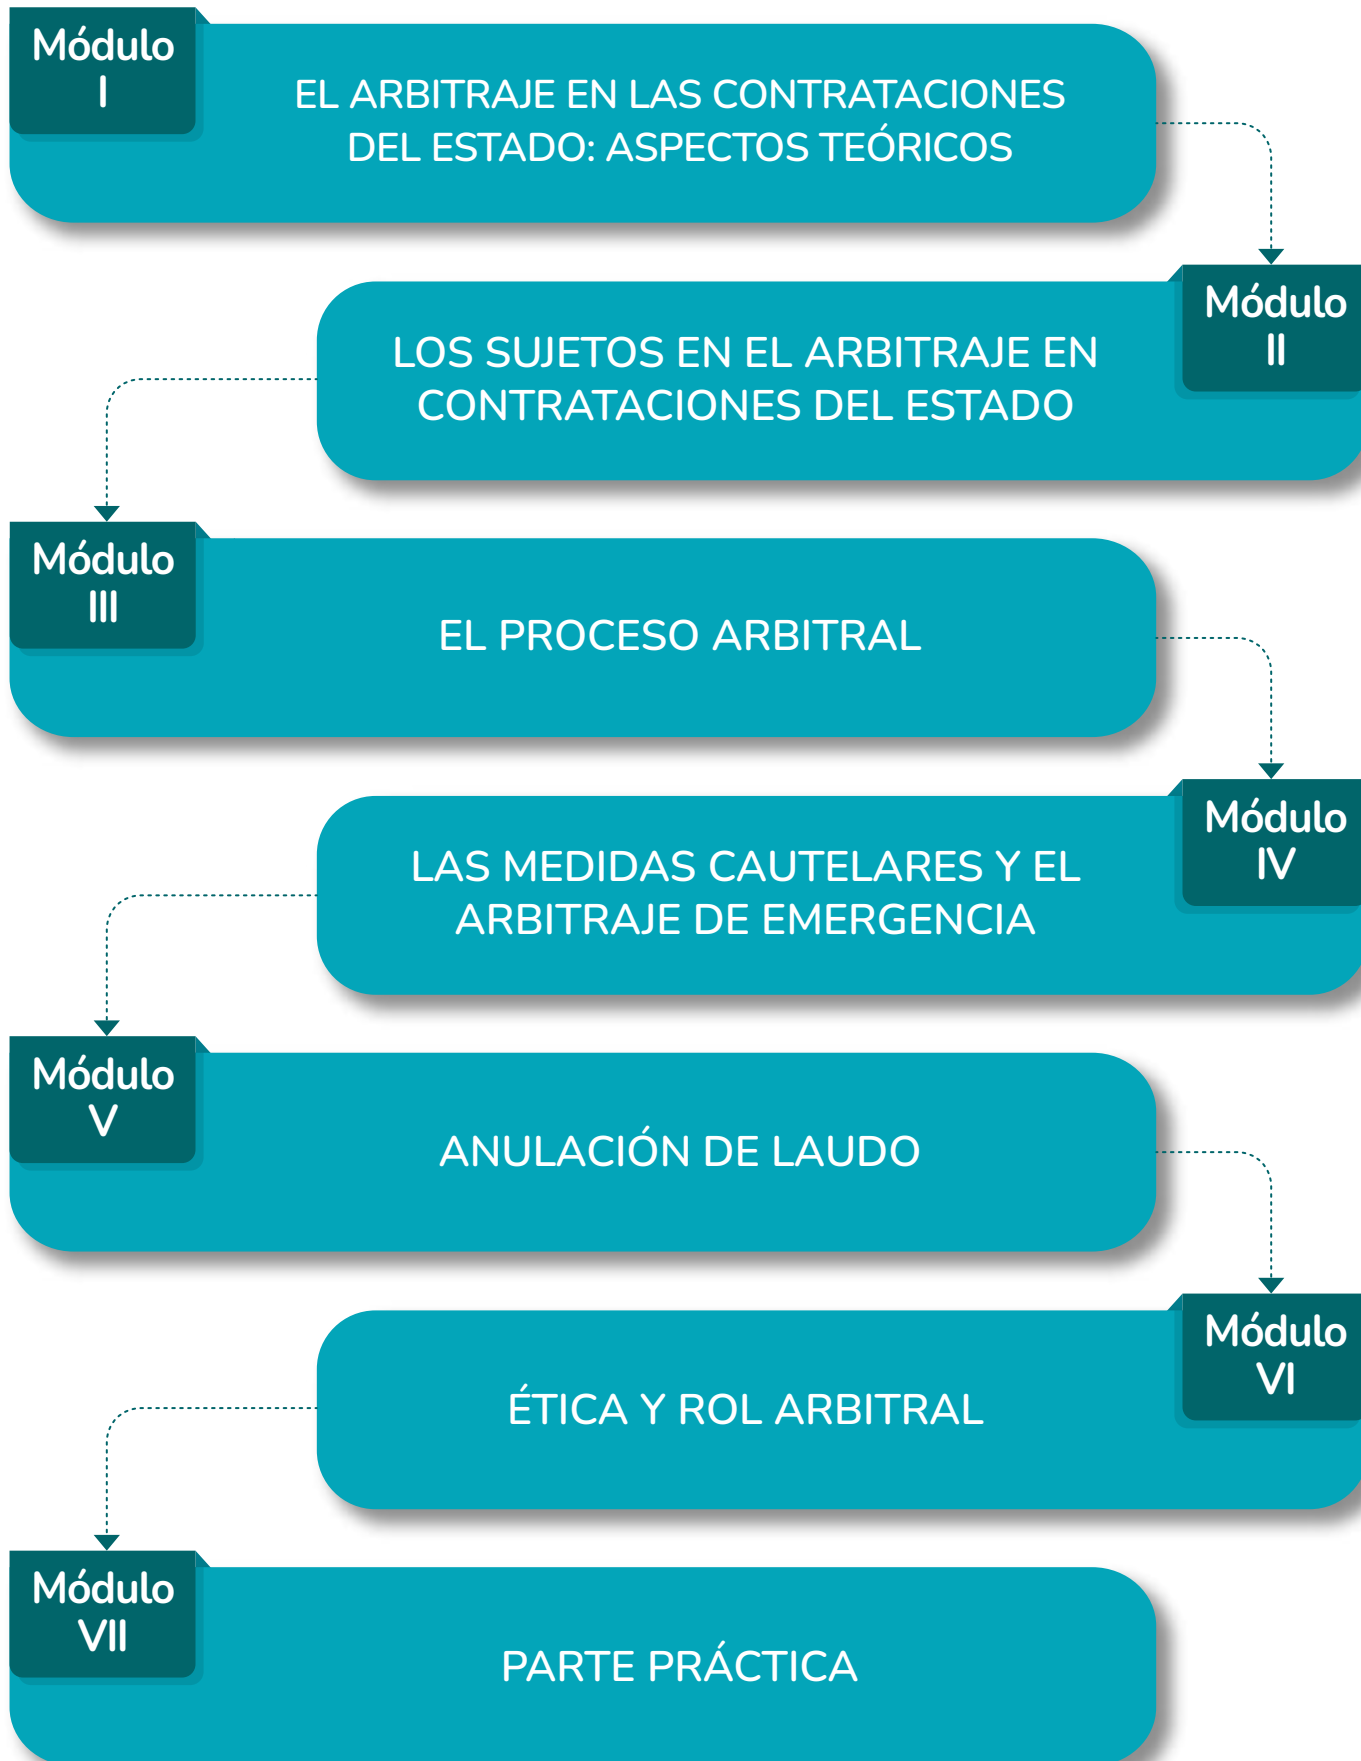 Módulo
I
EL ARBITRAJE EN LAS CONTRATACIONES
DEL ESTADO: ASPECTOS TEÓRICOS
Módulo
II
LOS SUJETOS EN EL ARBITRAJE EN
CONTRATACIONES DEL ESTADO
Módulo
III
EL PROCESO ARBITRAL
Módulo
IV
LAS MEDIDAS CAUTELARES Y EL
ARBITRAJE DE EMERGENCIA
Módulo
V
ANULACIÓN DE LAUDO
Módulo
VI
ÉTICA Y ROL ARBITRAL
Módulo
VII
PARTE PRÁCTICA